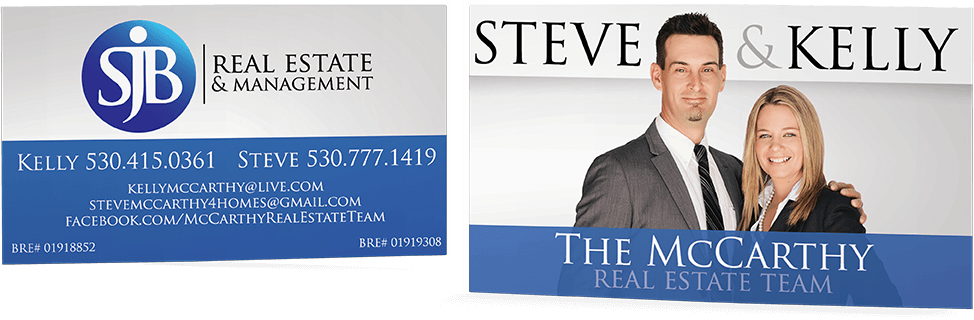 SJB
REAL ESTATE
& MANAGEMENT
KELLY 530.415.0361 STEVE 530.777.1419
KELLYMCCARTHY@LIVE.COM
STEVEMCCARTHY4HOMES@GMAIL.COM
FACEBOOK.COM/MCCARTHYREALESTATETEAM
BRE# 01918852 BRE# 01919308
STEVE & KELLY
THE MCCARTHY
REAL ESTATE TEAM